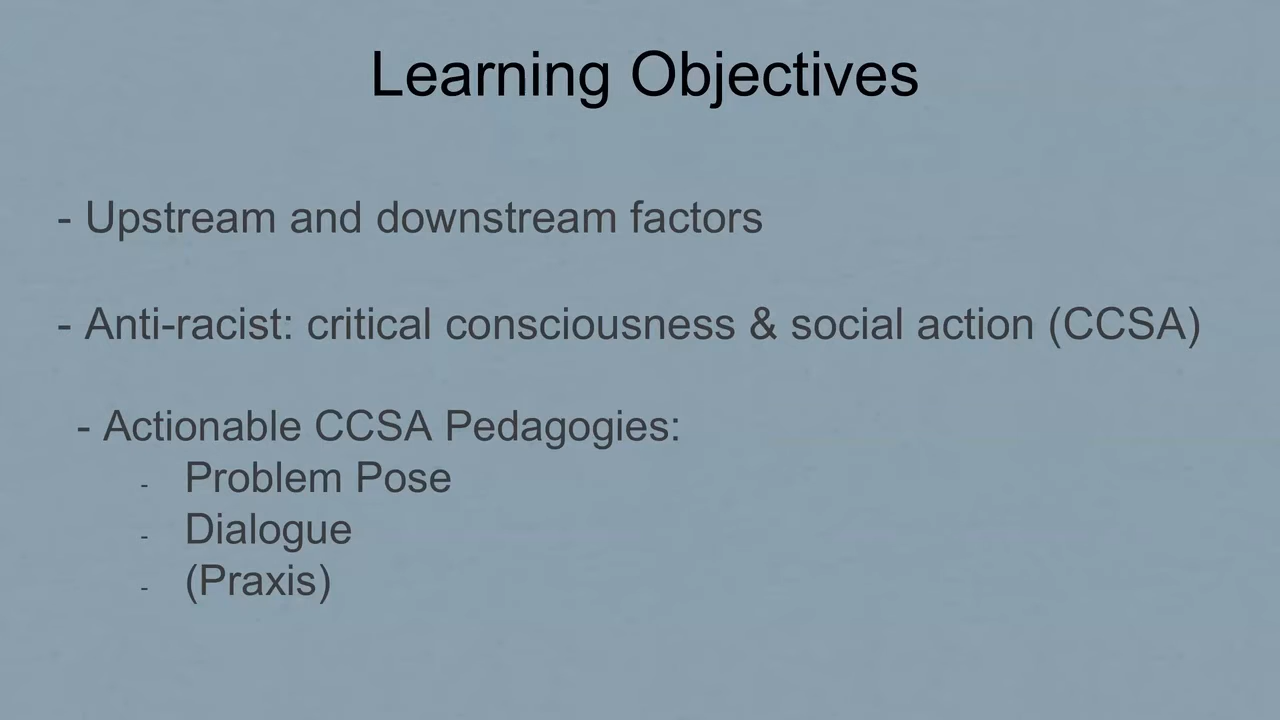 Learning Objectives
- Upstream and downstream factors
- Anti-racist: critical consciousness & social action (CCSA)
- Actionable CCSA Pedagogies:
- Problem Pose
- Dialogue
- (Praxis)